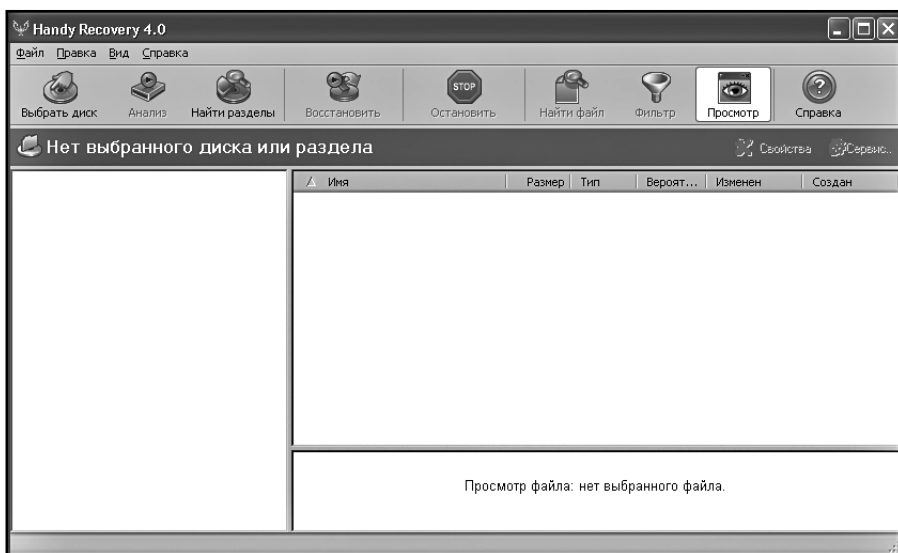 Handy Recovery 4.0
Файл Правка Вид Справка
STOP
Выбрать диск Анализ Найти разделы Восстановить Остановить Найти файл Фильтр Просмотр Справка
Нет выбранного диска или раздела Свойства Сервис..
Имя Размер Тип Вероят... Изменен Создан
Просмотр файла: нет выбранного файла.